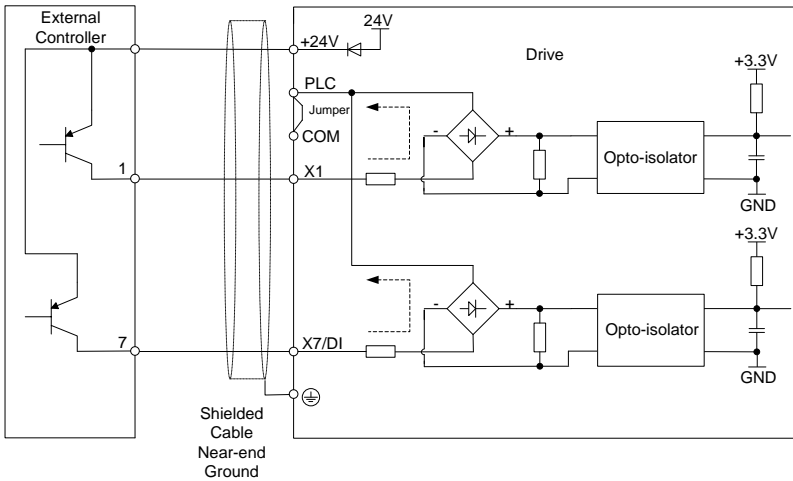 External
Controller
24V
+24V
Drive
+3.3V
PLC
Jumper
COM
-
+
Opto-isolator
1
X1
GND
+3.3V
-
+
Opto-isolator
7
X7/DI
GND
Shielded
Cable
Near-end
Ground